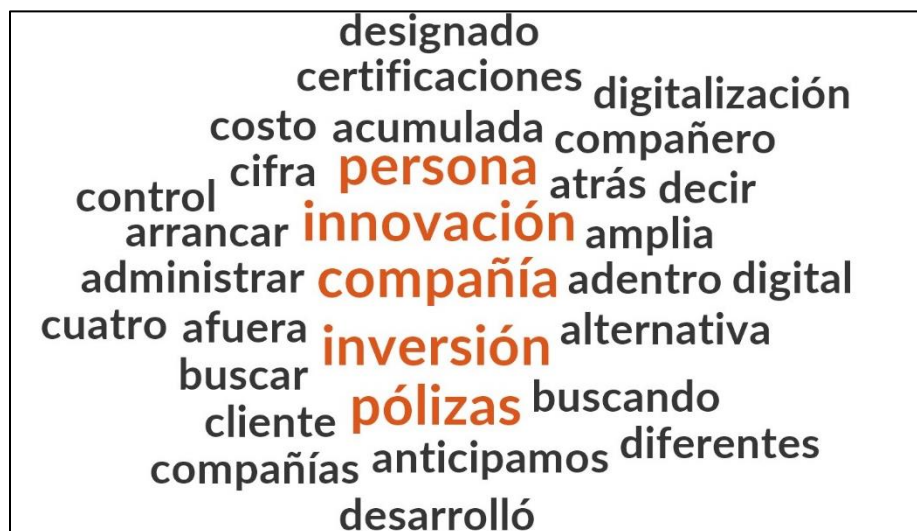 designado
certificaciones
digitalización
costo acumulada compañero
cifra persona atrás decir
control
arrancar innovación amplia
administrar compañía adentro digital
cuatro afuera inversión alternativa
buscar
cliente pólizas buscando
compañías anticipamos diferentes
desarrolló